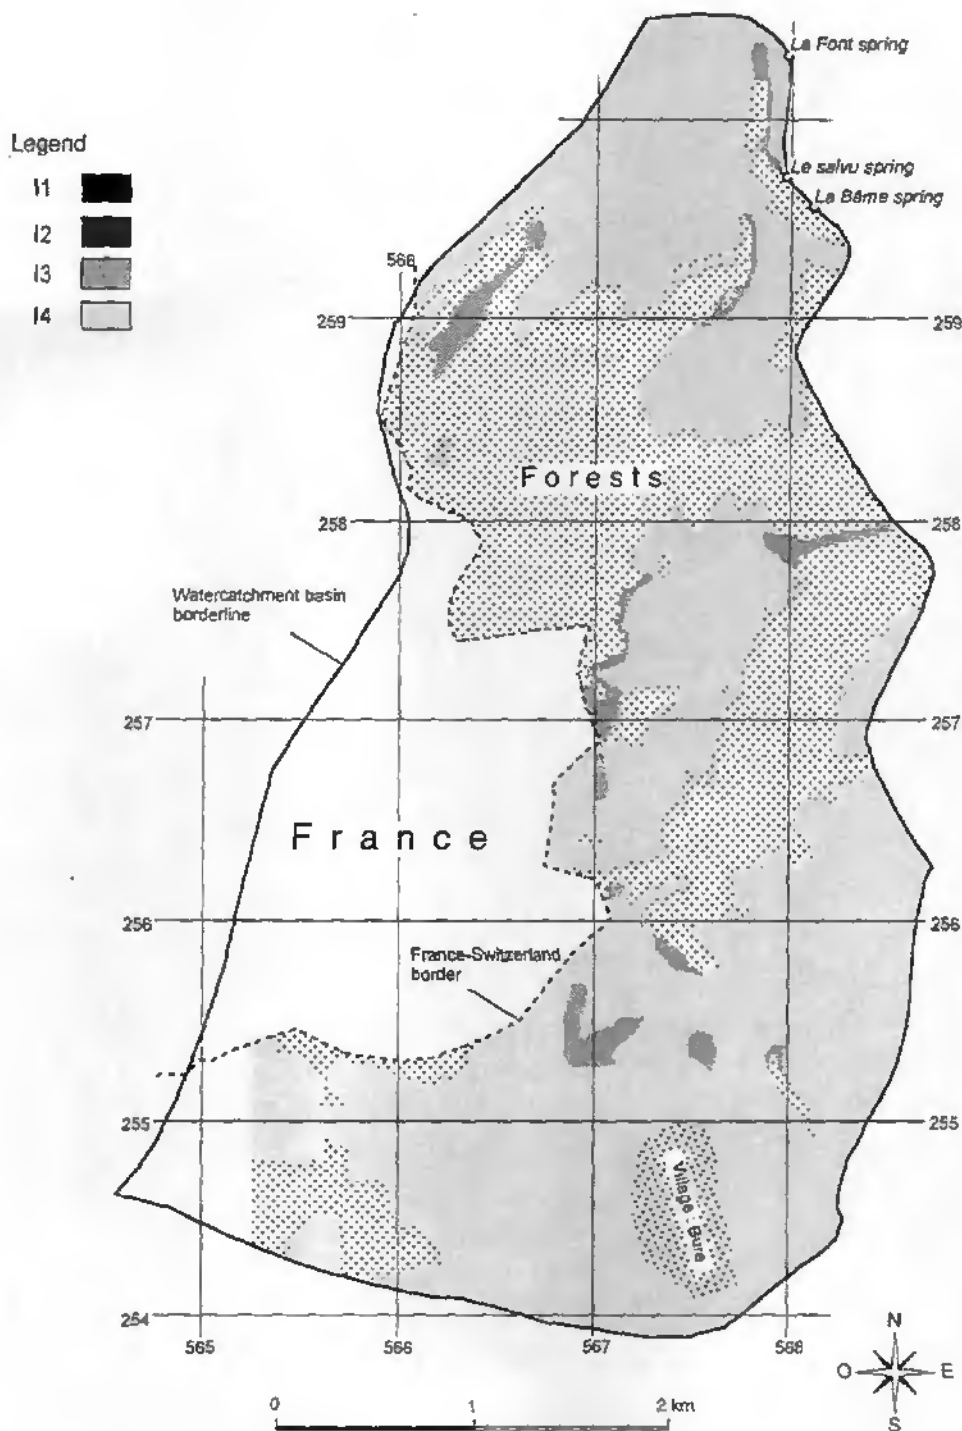 La Font spring
Legend
I1
I2
I3
I4
Le salvu spring
La Bâme spring
566
259
259
Forests
258
258
Watercatchment basin
borderline
257
257
France
256
256
France-Switzerland
border
255
255
Village Bure
254
565
566
567
568
N
O
E
S
0
1
2 km